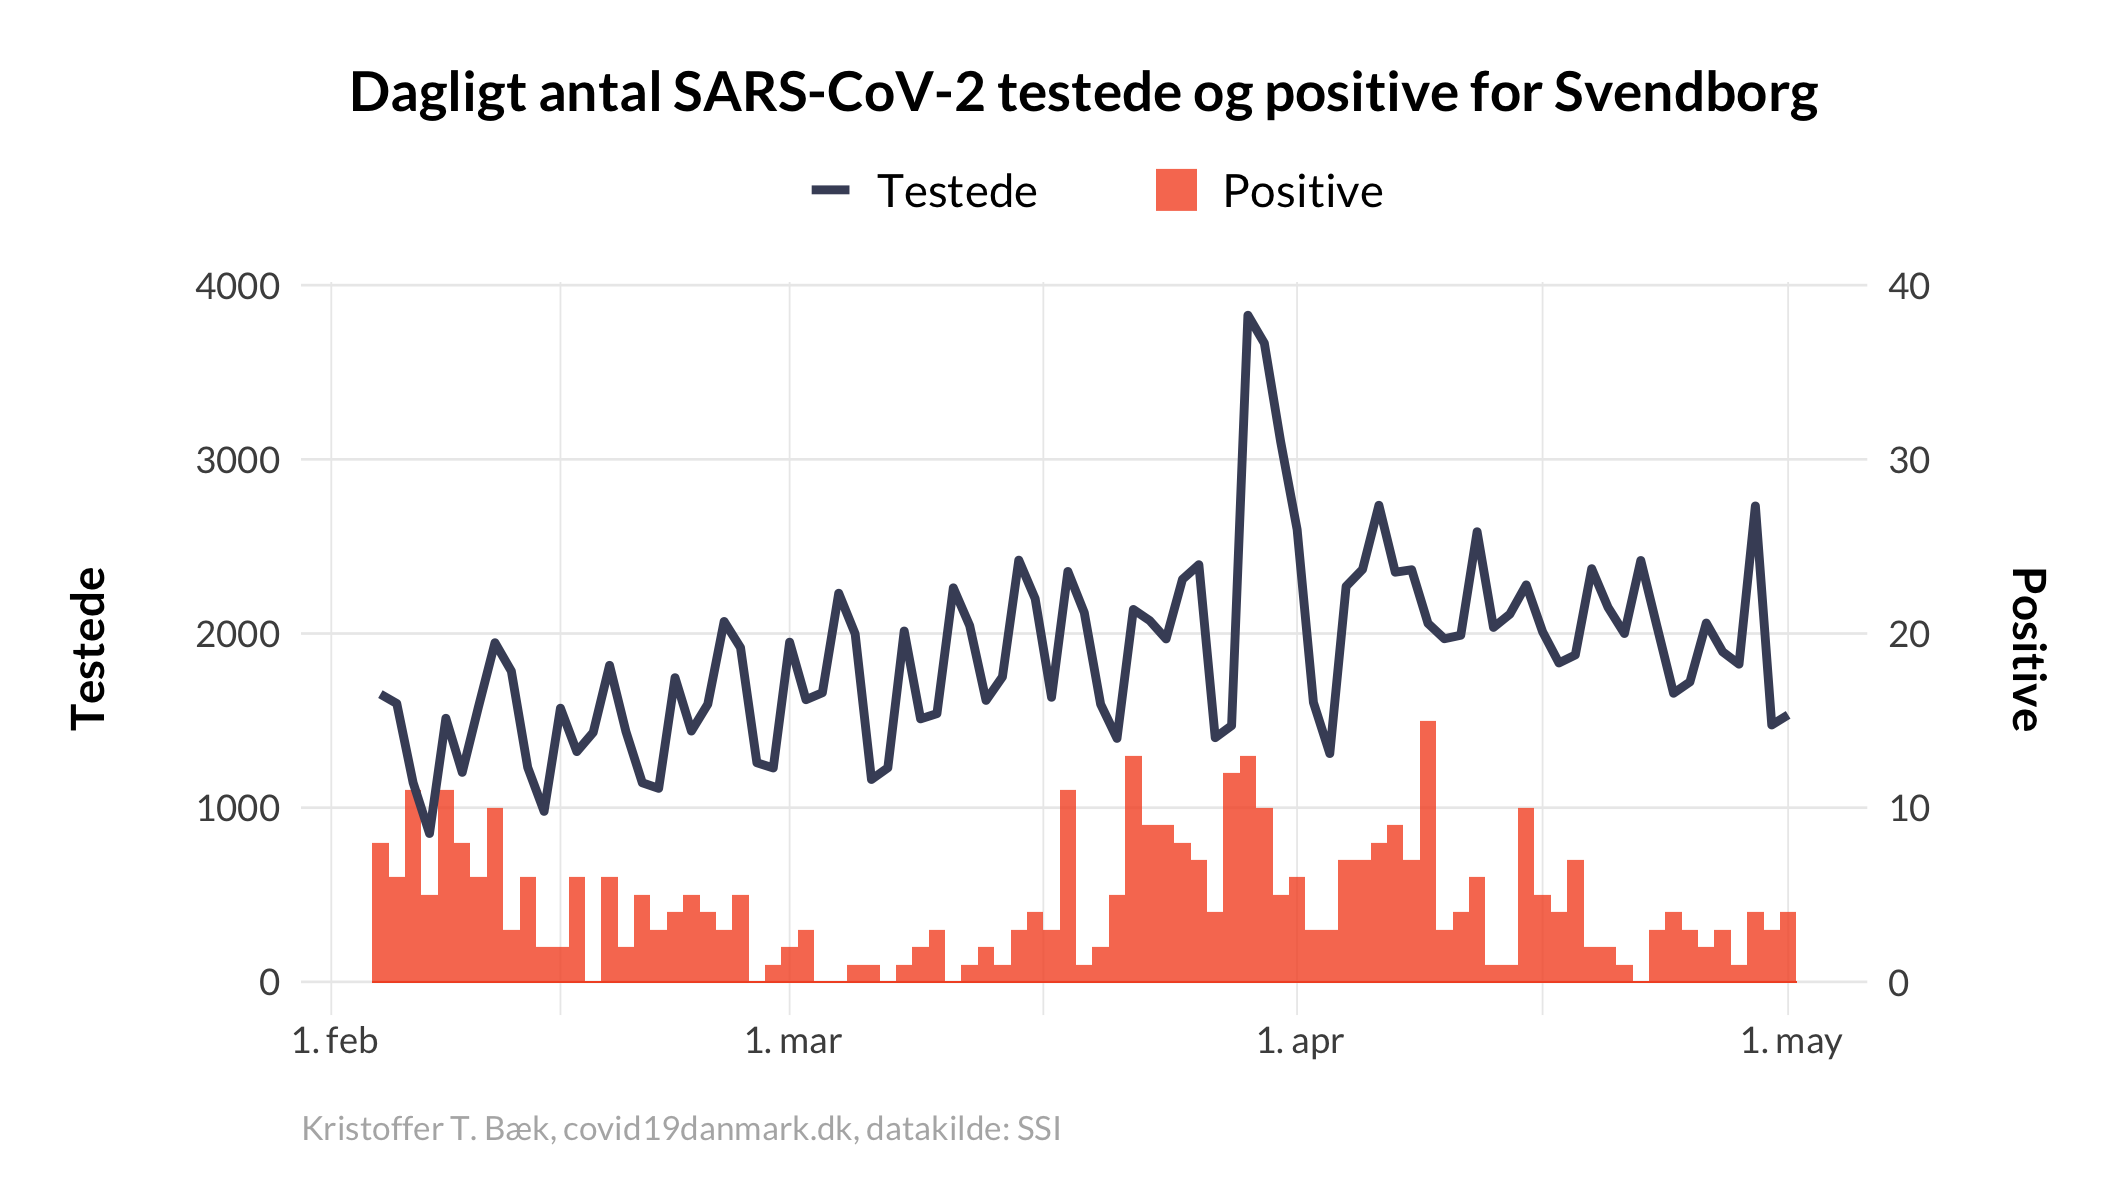 Dagligt antal SARS-CoV-2 testede og positive for Svendborg
Testede
Positive
4000
3000
2000
1000
0
Testede
40
30
20
10
0
Positive
1. feb
1. mar
1. apr
1. may
Kristoffer T. Bæk, covid19danmark.dk, datakilde: SSI